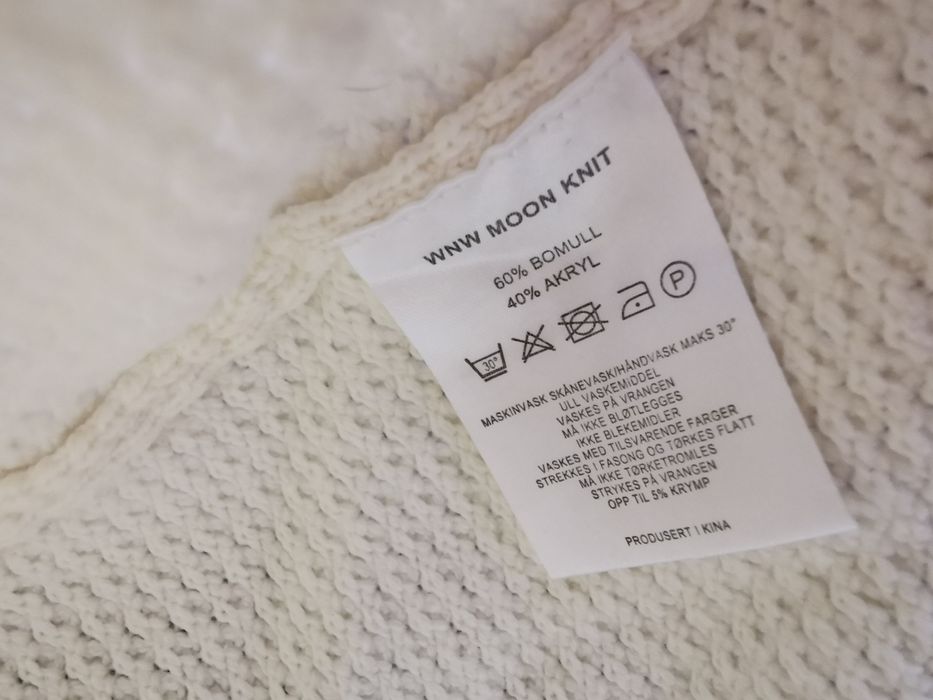 WNW MOON KNIT
60% BOMULL
40% AKRYL
30° P
MASKINVASK SKÅNEVASK/HÅNDVASK MAKS 30°
ULL VASKEMIDDEL
VASKES PÅ VRANGEN
MÅ IKKE BLØTLEGGES
IKKE BLEKEMIDLER
VASKES MED TILSVARENDE FARGER
STREKKES I FASONG OG TØRKES FLATT
MÅ IKKE TØRKETROMLES
STRYKES PÅ VRANGEN
OPP TIL 5% KRYMP
PRODUSERT I KINA